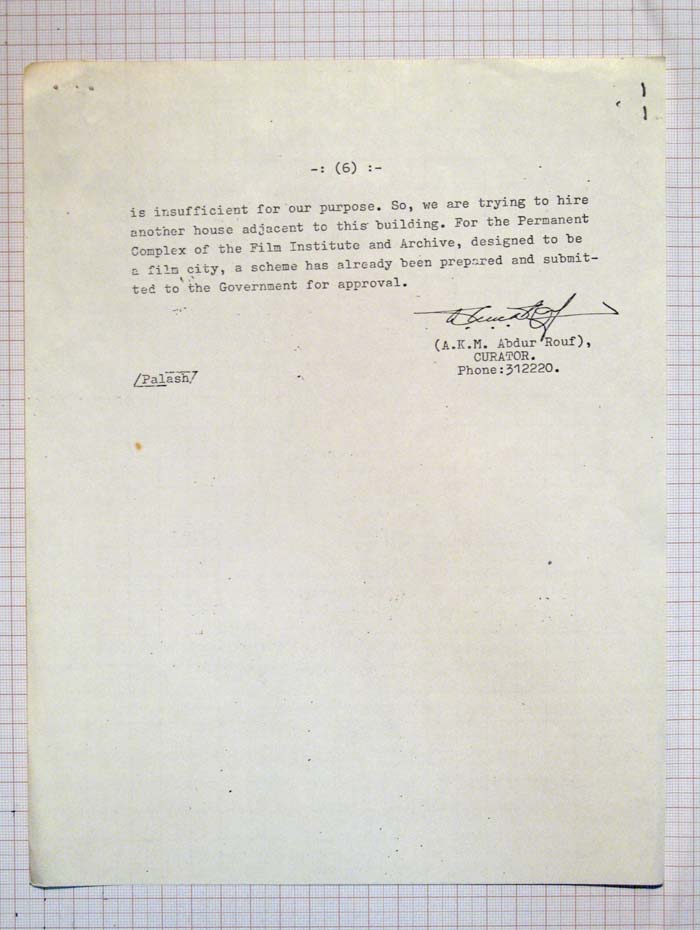 -: (6) :-
is insufficient for our purpose. So, we are trying to hire
another house adjacent to this building. For the Permanent
Complex of the Film Institute and Archive, designed to be
a film city, a scheme has already been prepared and submit-
ted to the Government for approval.
(A.K.M. Abdur Rouf),
CURATOR.
Phone:312220.
/Palash/